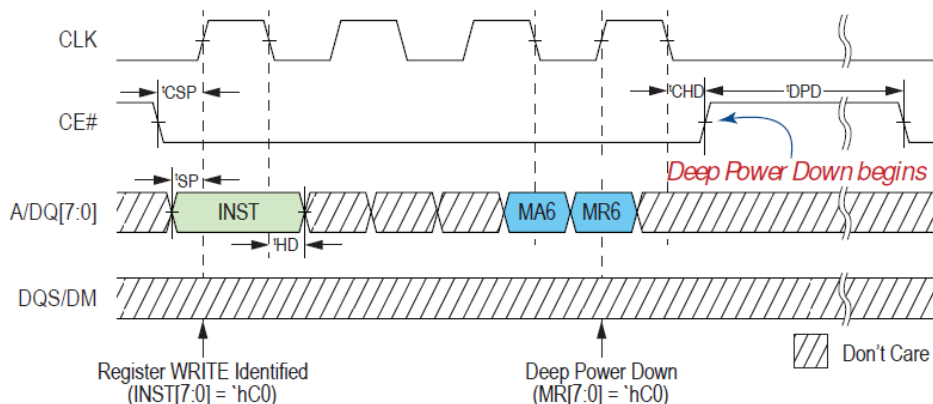 CLK
tCSP
tCHD
tDPD
CE#
Deep Power Down begins
tSP
A/DQ[7:0]
INST
MA6
MR6
tHD
DQS/DM
Register WRITE Identified
(INST[7:0] = `hC0)
Deep Power Down
(MR[7:0] = `hC0)
Don't Care